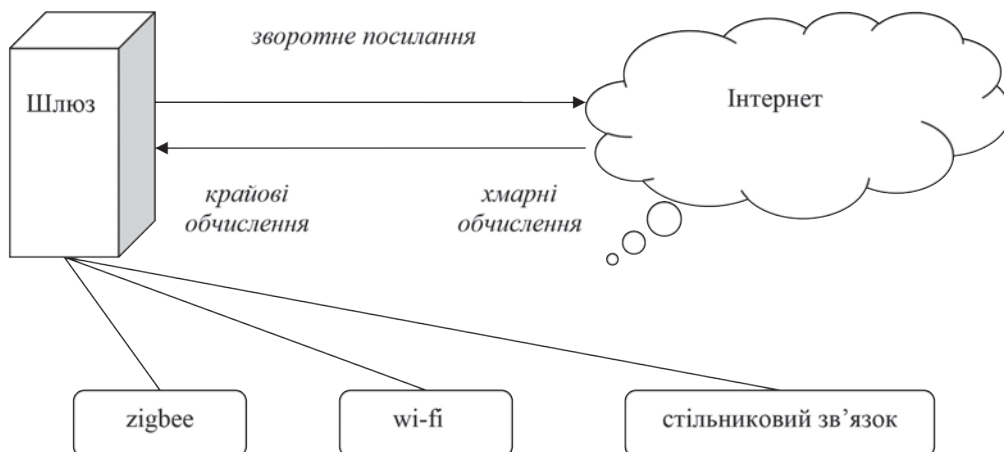 зворотне посилання
Шлюз
Інтернет
крайові
обчислення
хмарні
обчислення
zigbee
wi-fi
стільниковий зв’язок